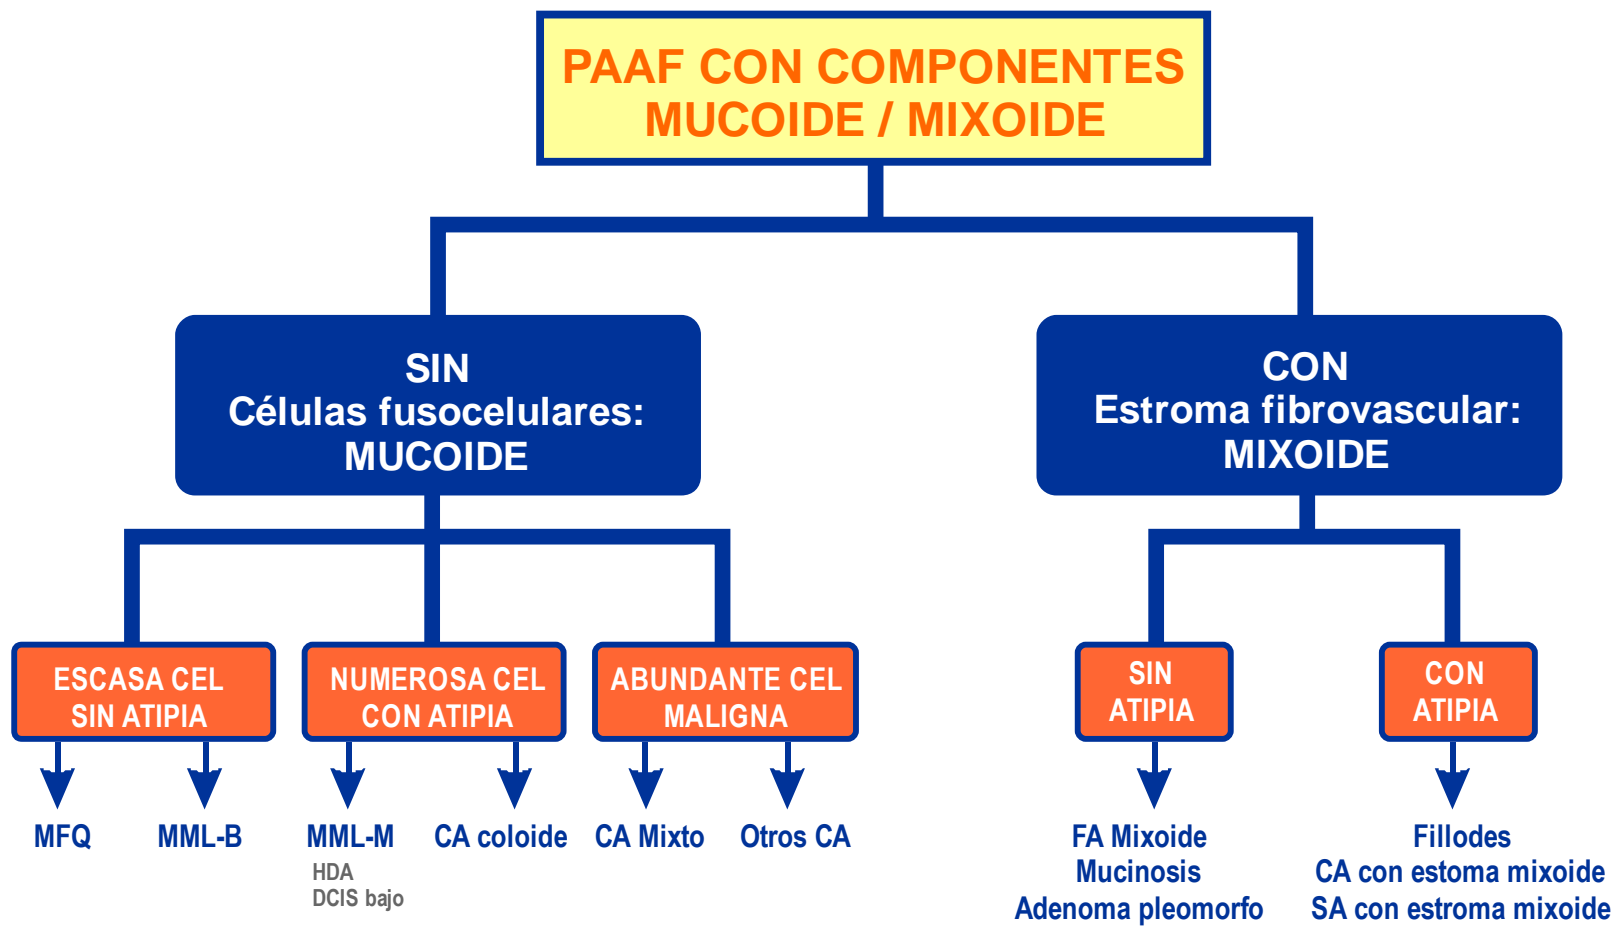 PAAF CON COMPONENTES
MUCOIDE / MIXOIDE
SIN
Células fusocelulares:
MUCOIDE
CON
Estroma fibrovascular:
MIXOIDE
ESCASA CEL
SIN ATIPIA
NUMEROSA CEL
CON ATIPIA
ABUNDANTE CEL
MALIGNA
SIN
ATIPIA
CON
ATIPIA
MFQ
MML-B
MML-M
HDA
DCIS bajo
CA coloide
CA Mixto
Otros CA
FA Mixoide
Mucinosis
Adenoma pleomorfo
Fillodes
CA con estoma mixoide
SA con estroma mixoide